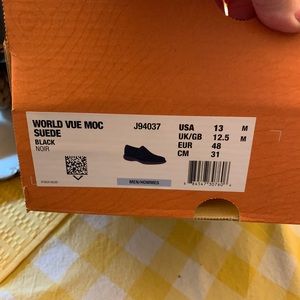 WORLD VUE MOC
SUEDE
BLACK
NOIR
J94037
USA 13 M
UK/GB 12.5 M
EUR 48
CM 31
MEN/HOMMES